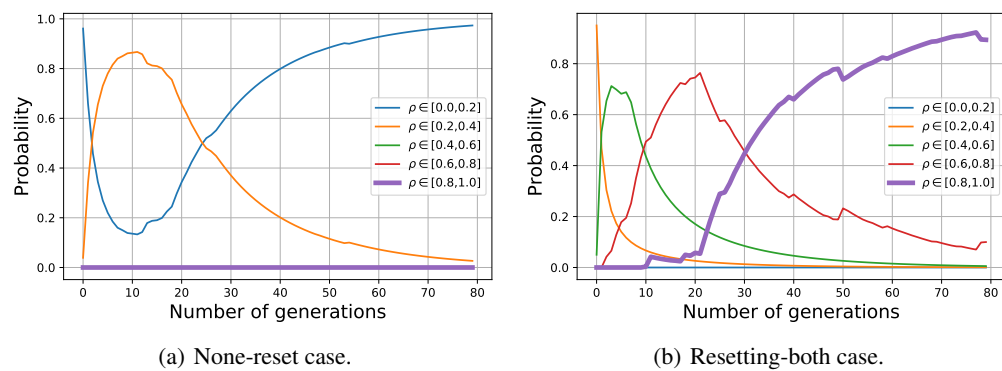 1.0
0.8
0.6
0.4
0.2
0.0
Probability
ρ ∈ [0.0,0.2]
ρ ∈ [0.2,0.4]
ρ ∈ [0.4,0.6]
ρ ∈ [0.6,0.8]
ρ ∈ [0.8,1.0]
0 10 20 30 40 50 60 70 80
Number of generations
(a) None-reset case.
0.8
0.6
0.4
0.2
0.0
Probability
ρ ∈ [0.0,0.2]
ρ ∈ [0.2,0.4]
ρ ∈ [0.4,0.6]
ρ ∈ [0.6,0.8]
ρ ∈ [0.8,1.0]
0 10 20 30 40 50 60 70 80
Number of generations
(b) Resetting-both case.